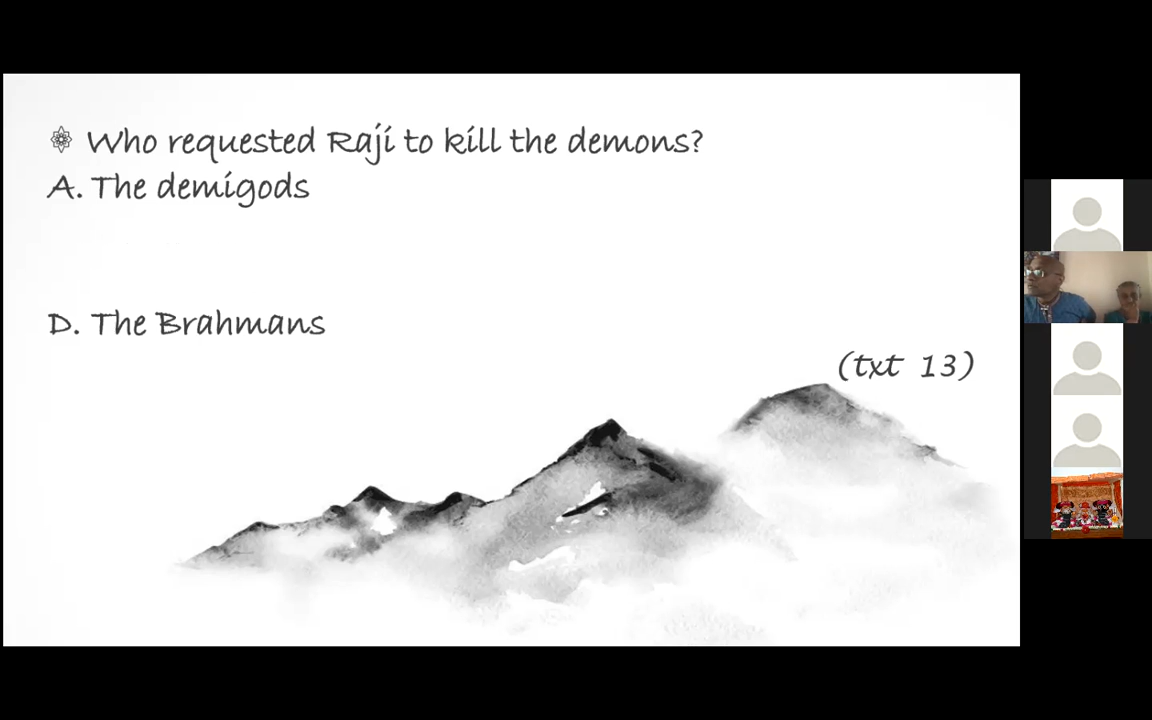 Who requested Raji to kill the demons?
A. The demigods
D. The Brahmans
(txt 13)